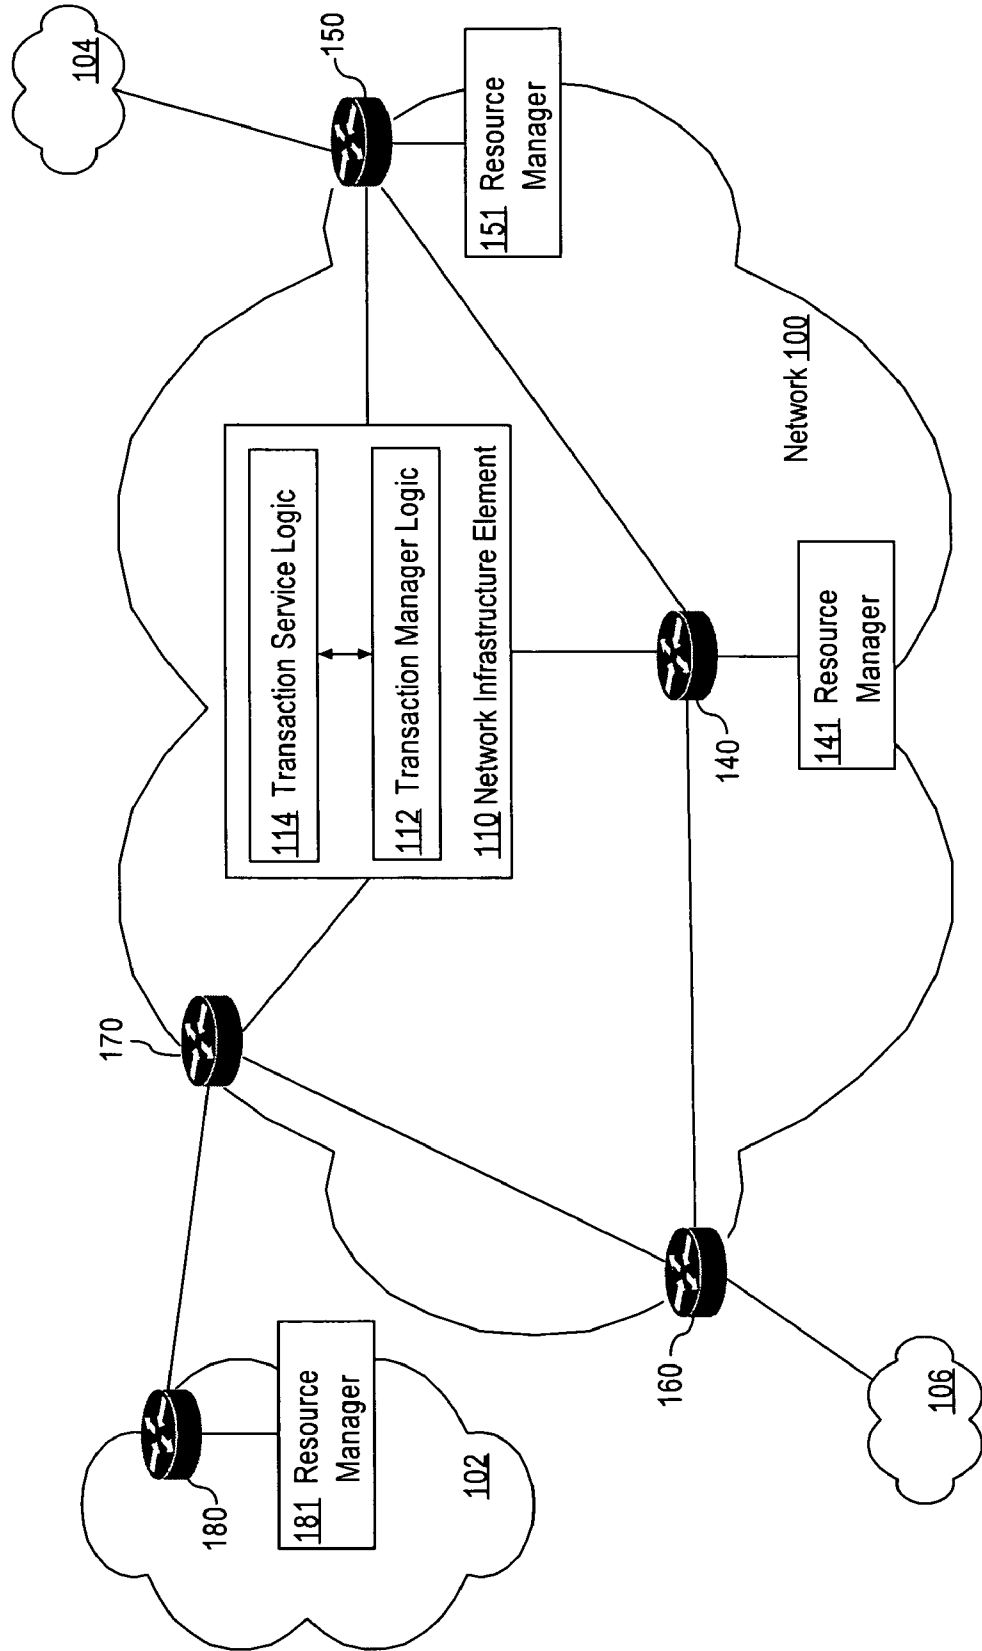 104
150
151 Resource
Manager
Network 100
114 Transaction Service Logic
112 Transaction Manager Logic
110 Network Infrastructure Element
140
141 Resource
Manager
170
160
106
180
181 Resource
Manager
102